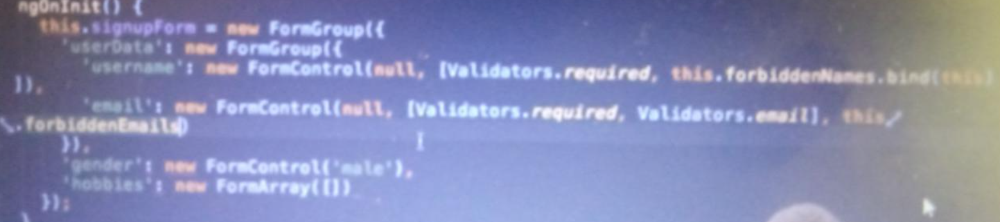 ngOnInit() {
this.signupForm = new FormGroup({
'userData': new FormGroup({
'username': new FormControl(null, [Validators.required, this.forbiddenNames.bind(this)
]),
'email': new FormControl(null, [Validators.required, Validators.email], this
.forbiddenEmails)
}),
'gender': new FormControl('male'),
'hobbies': new FormArray([])
});
}